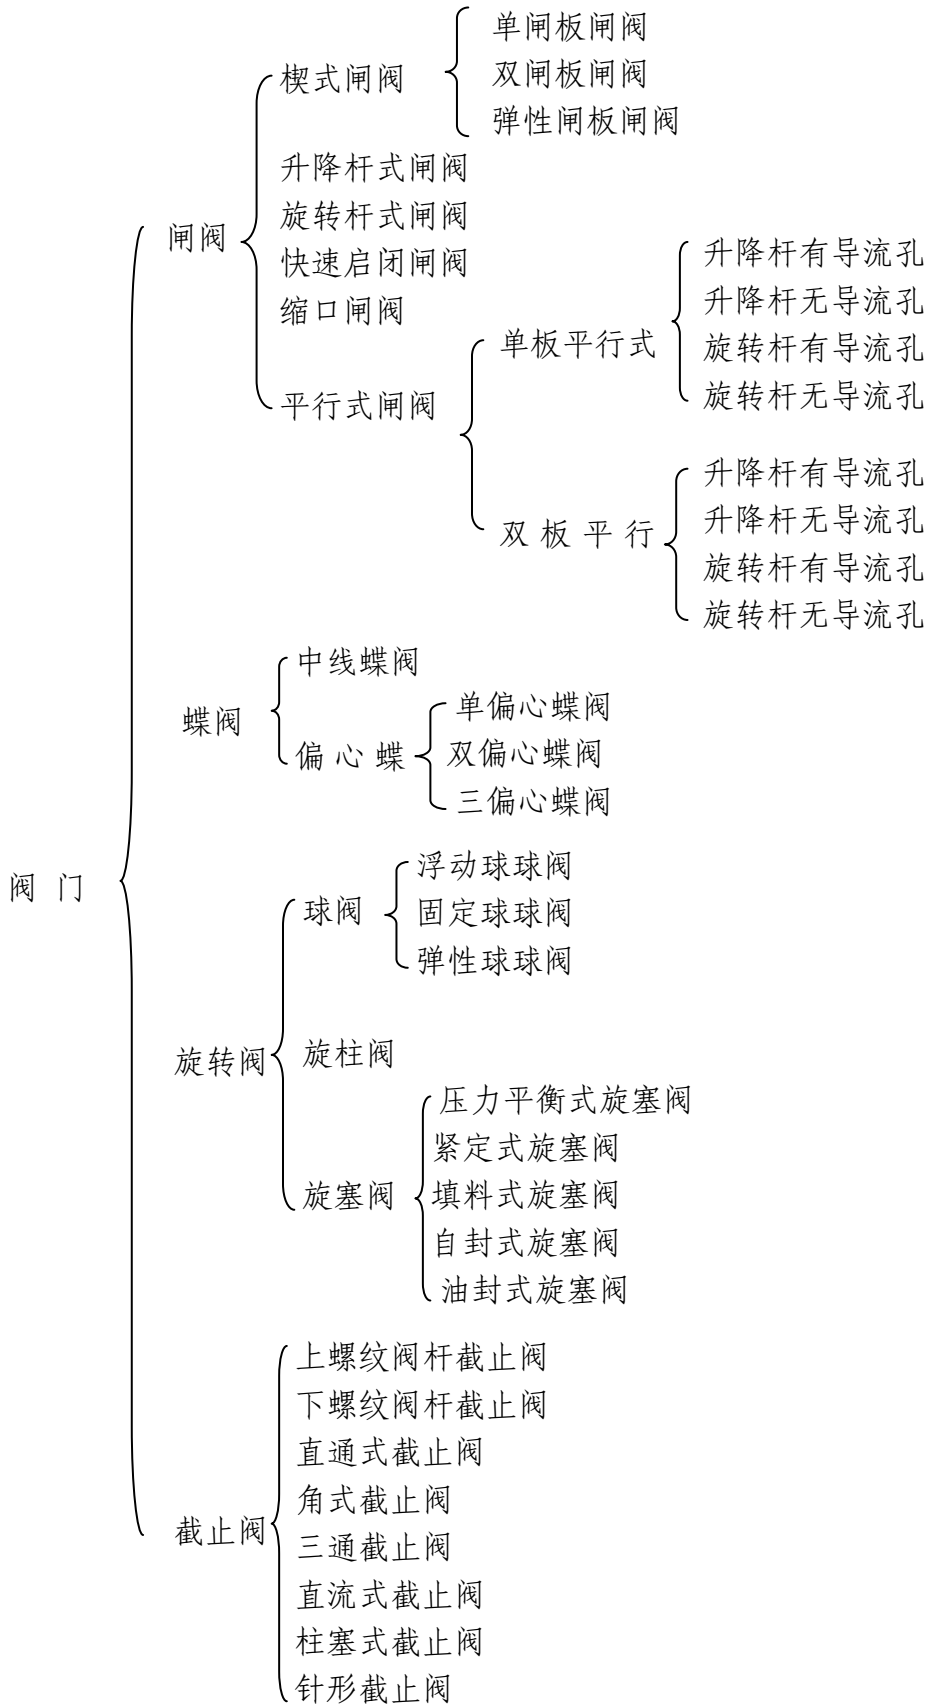 单闸板闸阀
楔式闸阀
双闸板闸阀
弹性闸板闸阀
升降杆式闸阀
旋转杆式闸阀
闸阀
快速启闭闸阀
缩口闸阀
升降杆有导流孔
升降杆无导流孔
单板平行式
旋转杆有导流孔
旋转杆无导流孔
平行式闸阀
升降杆有导流孔
升降杆无导流孔
双板平行
旋转杆有导流孔
旋转杆无导流孔
中线蝶阀
蝶阀
单偏心蝶阀
偏心蝶
双偏心蝶阀
三偏心蝶阀
阀门
浮动球球阀
球阀
固定球球阀
弹性球球阀
旋转阀
旋柱阀
压力平衡式旋塞阀
紧定式旋塞阀
旋塞阀
填料式旋塞阀
自封式旋塞阀
油封式旋塞阀
上螺纹阀杆截止阀
下螺纹阀杆截止阀
直通式截止阀
角式截止阀
截止阀
三通截止阀
直流式截止阀
柱塞式截止阀
针形截止阀